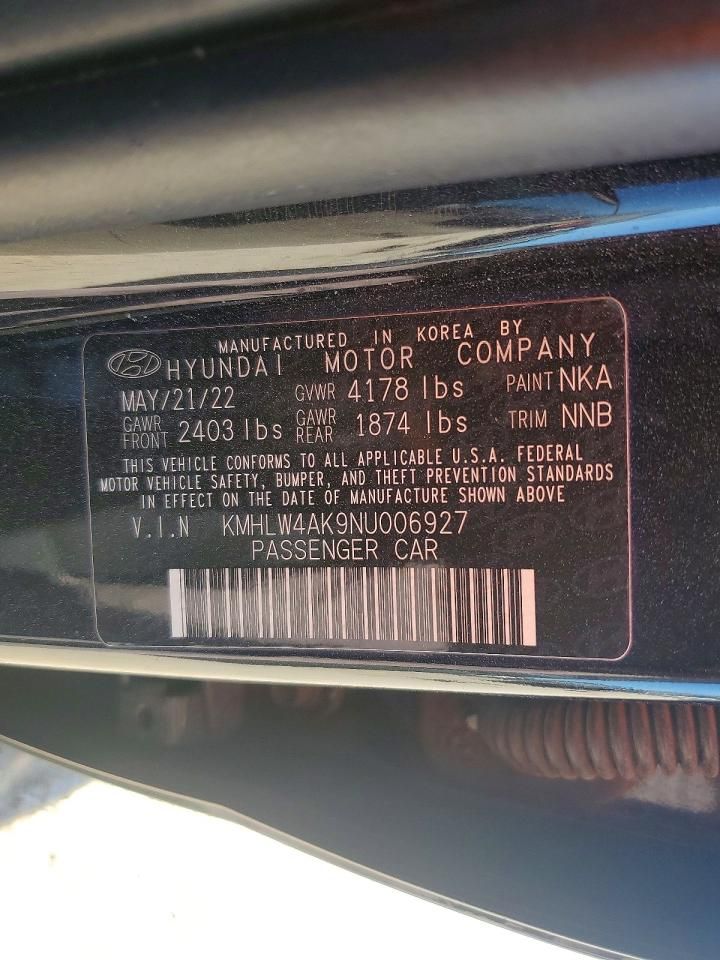 MANUFACTURED IN KOREA BY
HYUNDAI MOTOR COMPANY
MAY/21/22 GVWR 4178 lbs PAINT NKA
GAWR FRONT 2403 lbs GAWR REAR 1874 lbs TRIM NNB
THIS VEHICLE CONFORMS TO ALL APPLICABLE U.S.A. FEDERAL
MOTOR VEHICLE SAFETY, BUMPER, AND THEFT PREVENTION STANDARDS
IN EFFECT ON THE DATE OF MANUFACTURE SHOWN ABOVE
V.I.N KMHLW4AK9NU006927
PASSENGER CAR